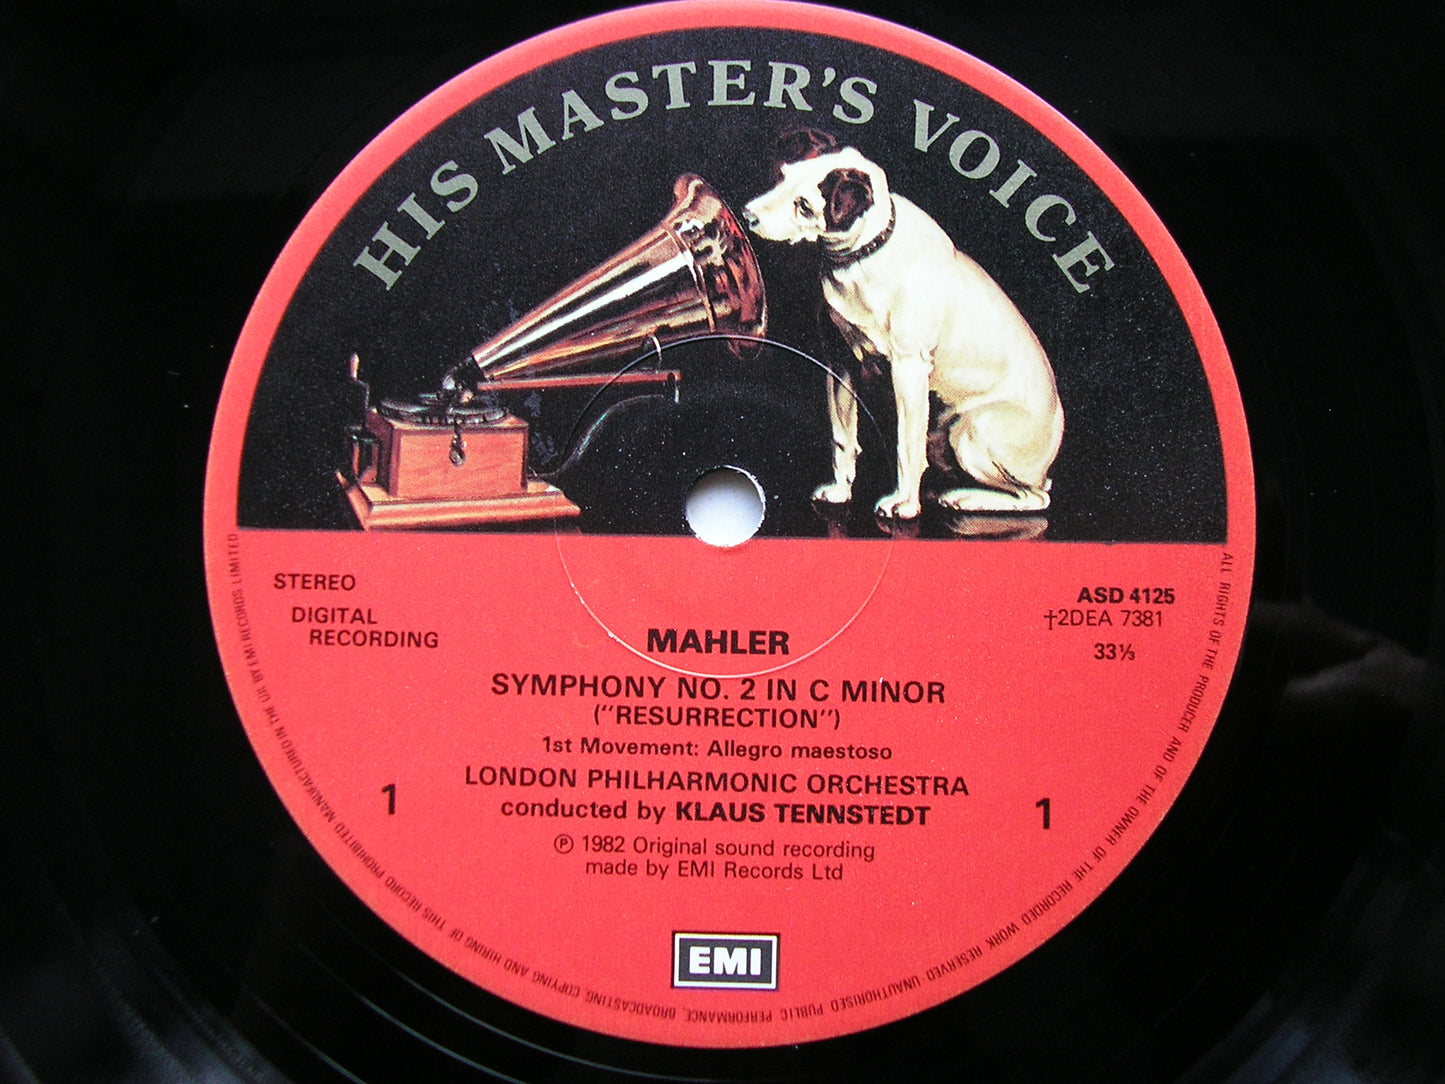 HIS MASTER'S VOICE
STEREO
DIGITAL
RECORDING
ASD 4125
†2DEA 7381
33⅓
MAHLER
SYMPHONY NO. 2 IN C MINOR
("RESURRECTION")
1st Movement: Allegro maestoso
LONDON PHILHARMONIC ORCHESTRA
conducted by KLAUS TENNSTEDT
1
1
℗ 1982 Original sound recording
made by EMI Records Ltd
EMI
ALL RIGHTS OF THE PRODUCER AND OF THE OWNER OF THE RECORDED WORK RESERVED UNAUTHORISED PUBLIC PERFORMANCE, BROADCASTING, COPYING AND HIRING OF THIS RECORD PROHIBITED MANUFACTURED IN THE UK BY EMI RECORDS LIMITED